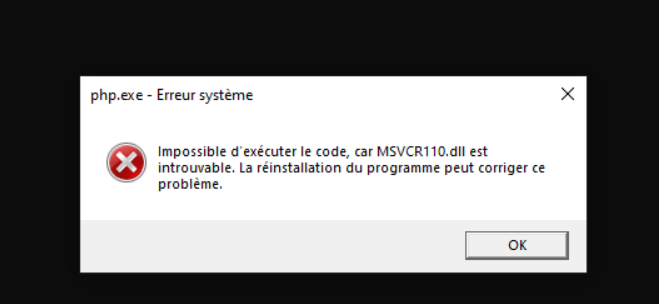 php.exe - Erreur système
Impossible d'exécuter le code, car MSVCR110.dll est
introuvable. La réinstallation du programme peut corriger ce
problème.
OK